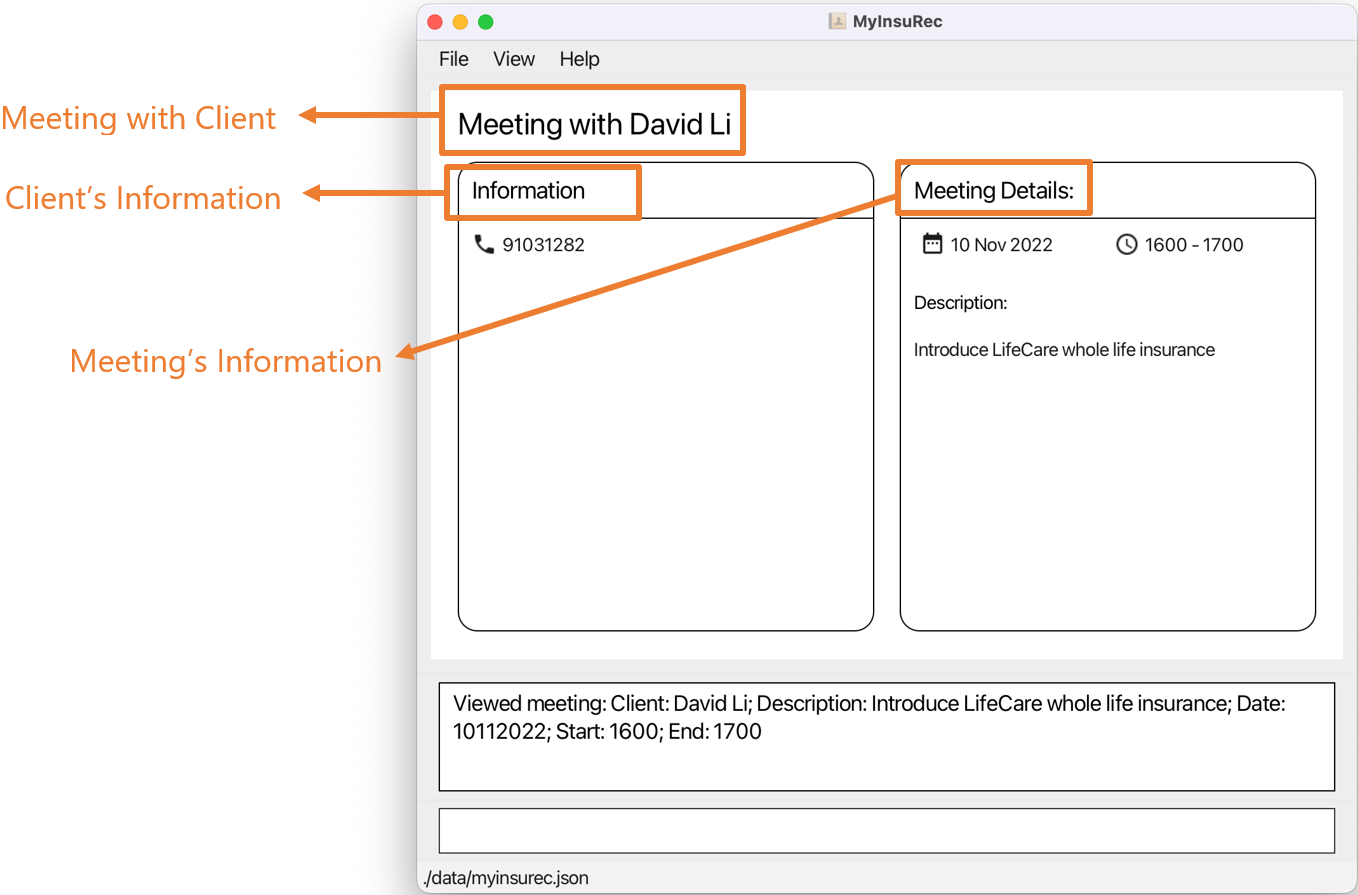 MyInsuRec
File View Help
Meeting with Client
Meeting with David Li
Client's Information
Information
Meeting Details:
91031282
10 Nov 2022
1600 - 1700
Description:
Meeting's Information
Introduce LifeCare whole life insurance
Viewed meeting: Client: David Li; Description: Introduce LifeCare whole life insurance; Date:
10112022; Start: 1600; End: 1700
./data/myinsurec.json